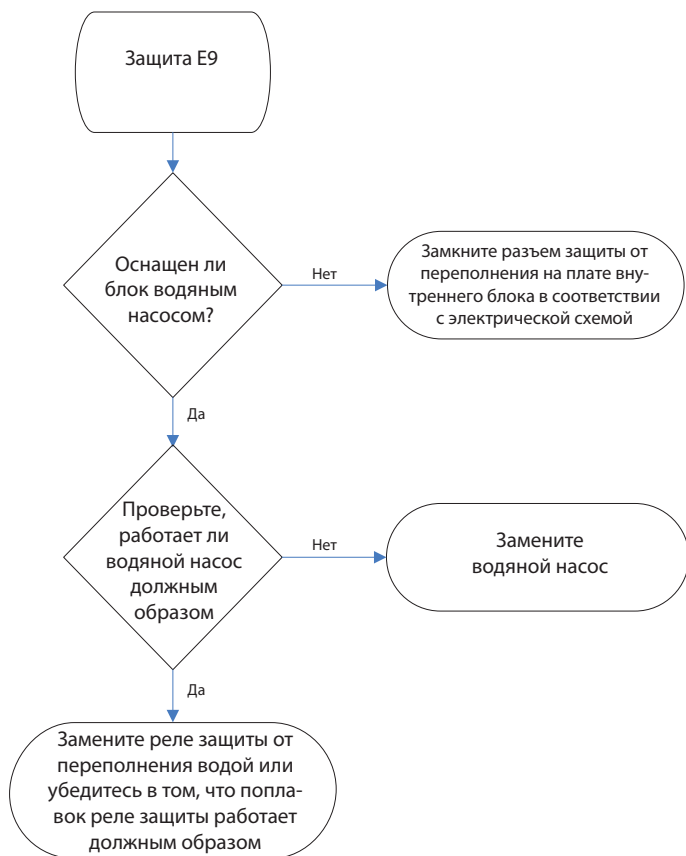 Защита E9
Оснащен ли
блок водяным
насосом?
Нет
Замкните разъем защиты от
переполнения на плате вну-
треннего блока в соответствии
с электрической схемой
Да
Проверьте,
работает ли
водяной насос
должным
образом
Нет
Замените
водяной насос
Да
Замените реле защиты от
переполнения водой или
убедитесь в том, что попла-
вок реле защиты работает
должным образом